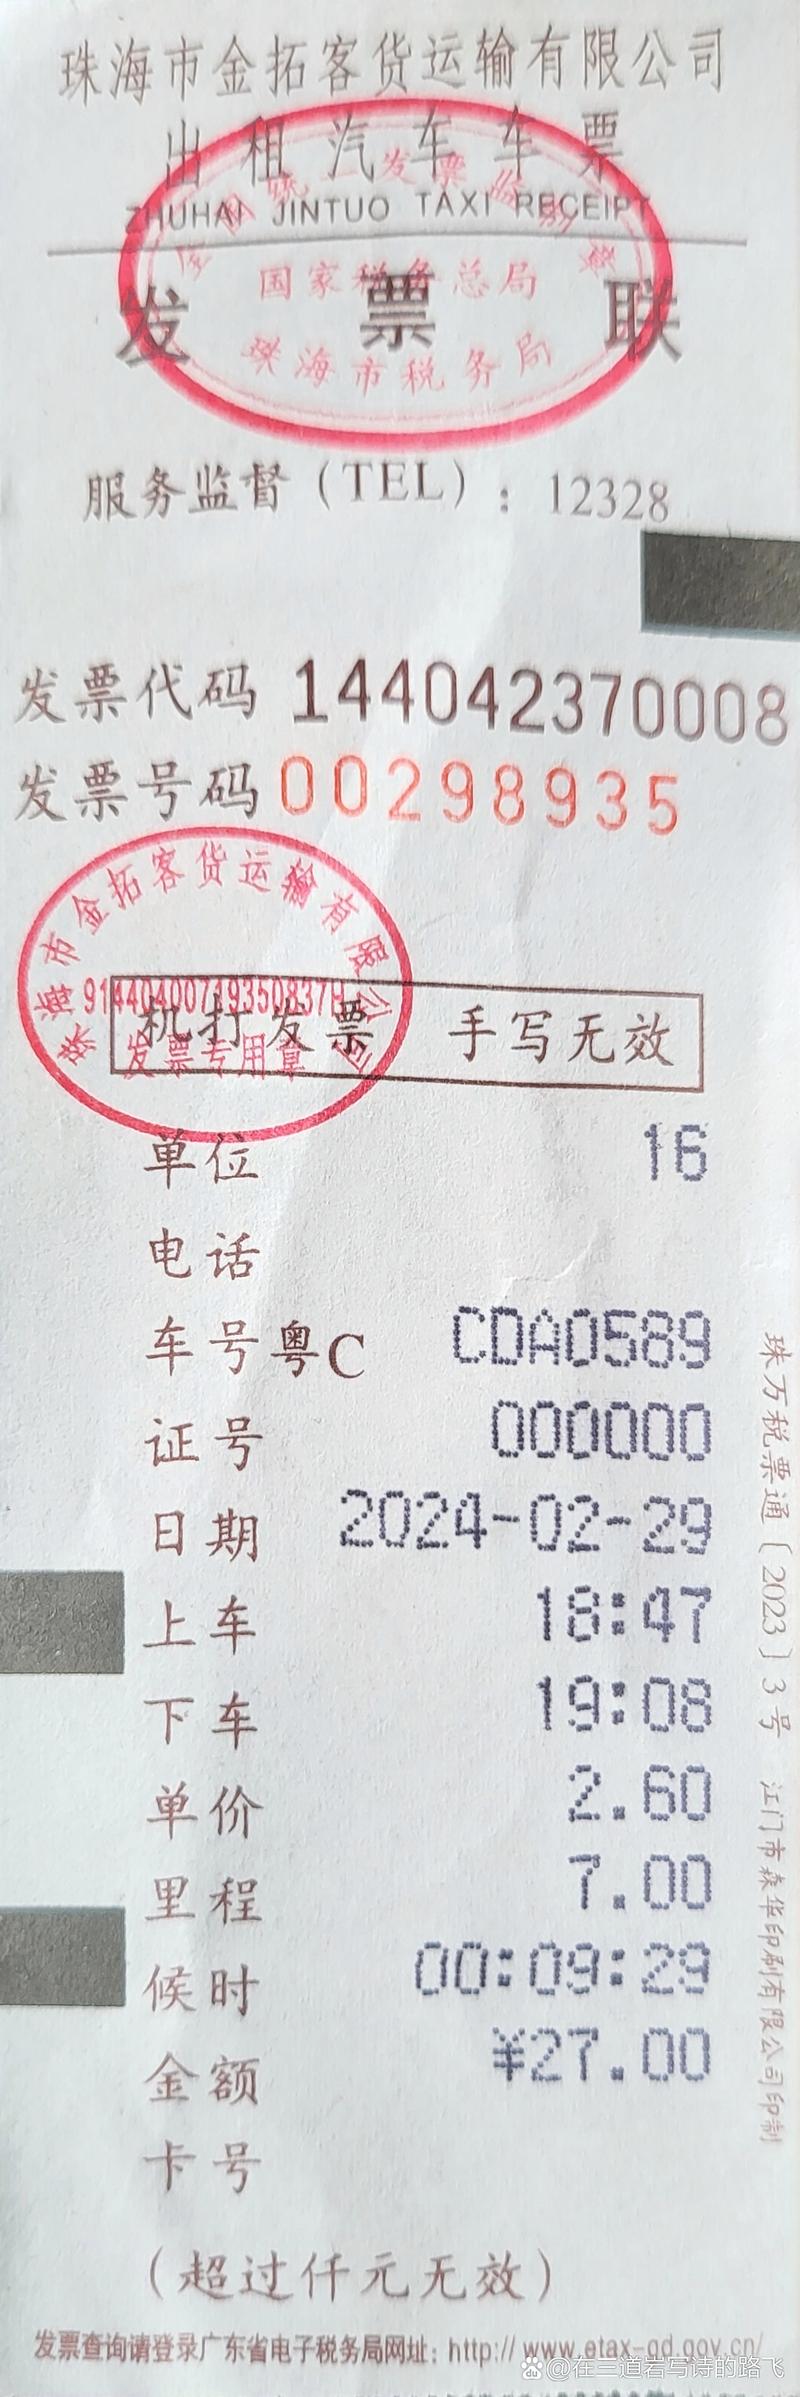 珠海市金拓客货运输有限公司
出租汽车车票
ZHUHAI JINTUO TAXI RECEIPT
全国统一发票监制章
国家税务总局
珠海市税务局
发票联
服务监督(TEL):12328
发票代码 144042370008
发票号码 00298935
珠海市金拓客货运输有限公司
发票专用章
机打发票 手写无效
单位 16
电话
车号粤C CDA0589
证号 000000
日期 2024-02-29
上车 18:47
下车 19:08
单价 2.60
里程 7.00
候时 00:09:29
金额 ¥27.00
卡号
(超过仟元无效)
发票查询请登录广东省电子税务局网址:http://www.etax-gd.gov.cn/
珠万税票通〔2023〕3号 江门市森华印刷有限公司印制
@在三道岩写诗的路飞